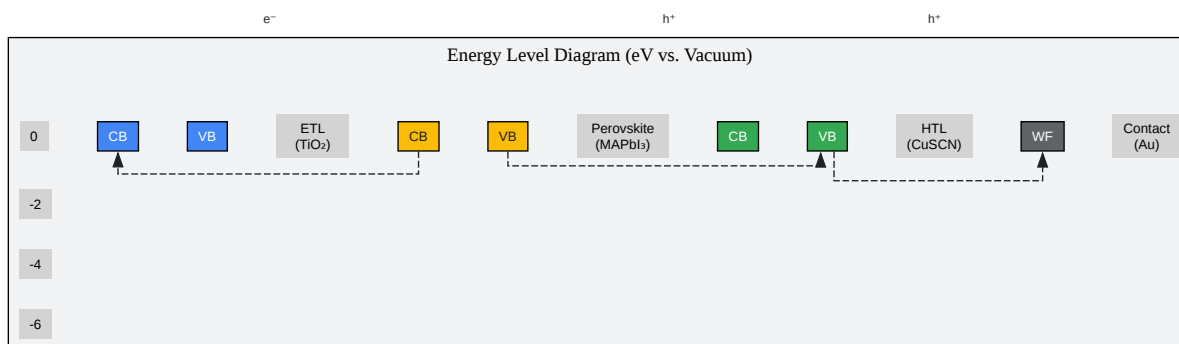 e⁻ h⁺ h⁺
Energy Level Diagram (eV vs. Vacuum)
0
CB
VB
ETL
(TiO₂)
CB
VB
Perovskite
(MAPbI₃)
CB
VB
HTL
(CuSCN)
WF
Contact
(Au)
-2
-4
-6